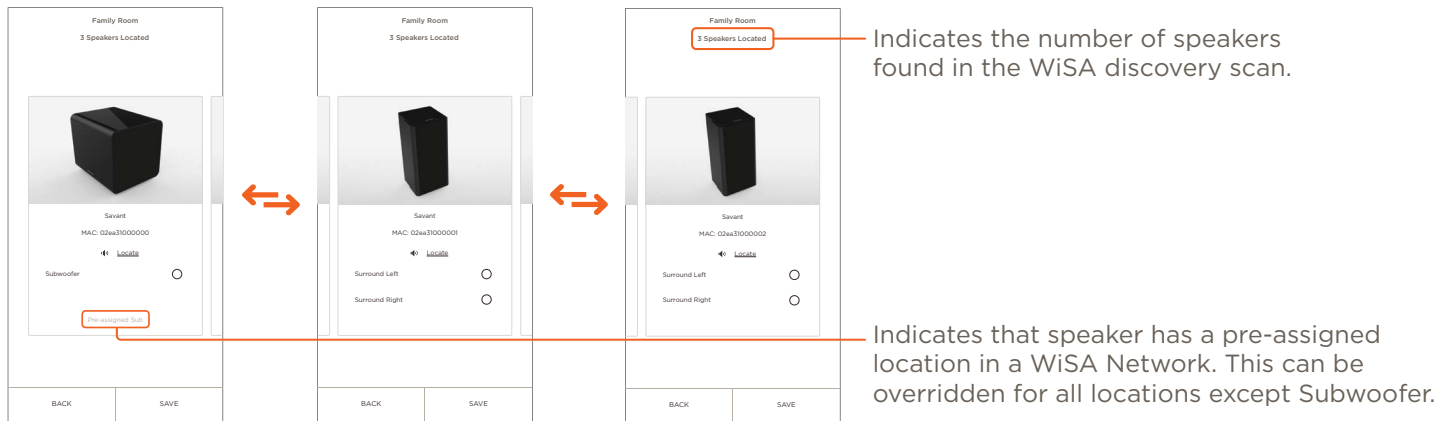 Family Room
3 Speakers Located
Savant
MAC: 02ea31000000
Locate
Subwoofer
Pre-assigned Sub
BACK SAVE
Family Room
3 Speakers Located
Savant
MAC: 02ea31000001
Locate
Surround Left
Surround Right
BACK SAVE
Family Room
3 Speakers Located
Savant
MAC: 02ea31000002
Locate
Surround Left
Surround Right
BACK SAVE
Indicates the number of speakers
found in the WiSA discovery scan.
Indicates that speaker has a pre-assigned
location in a WiSA Network. This can be
overridden for all locations except Subwoofer.